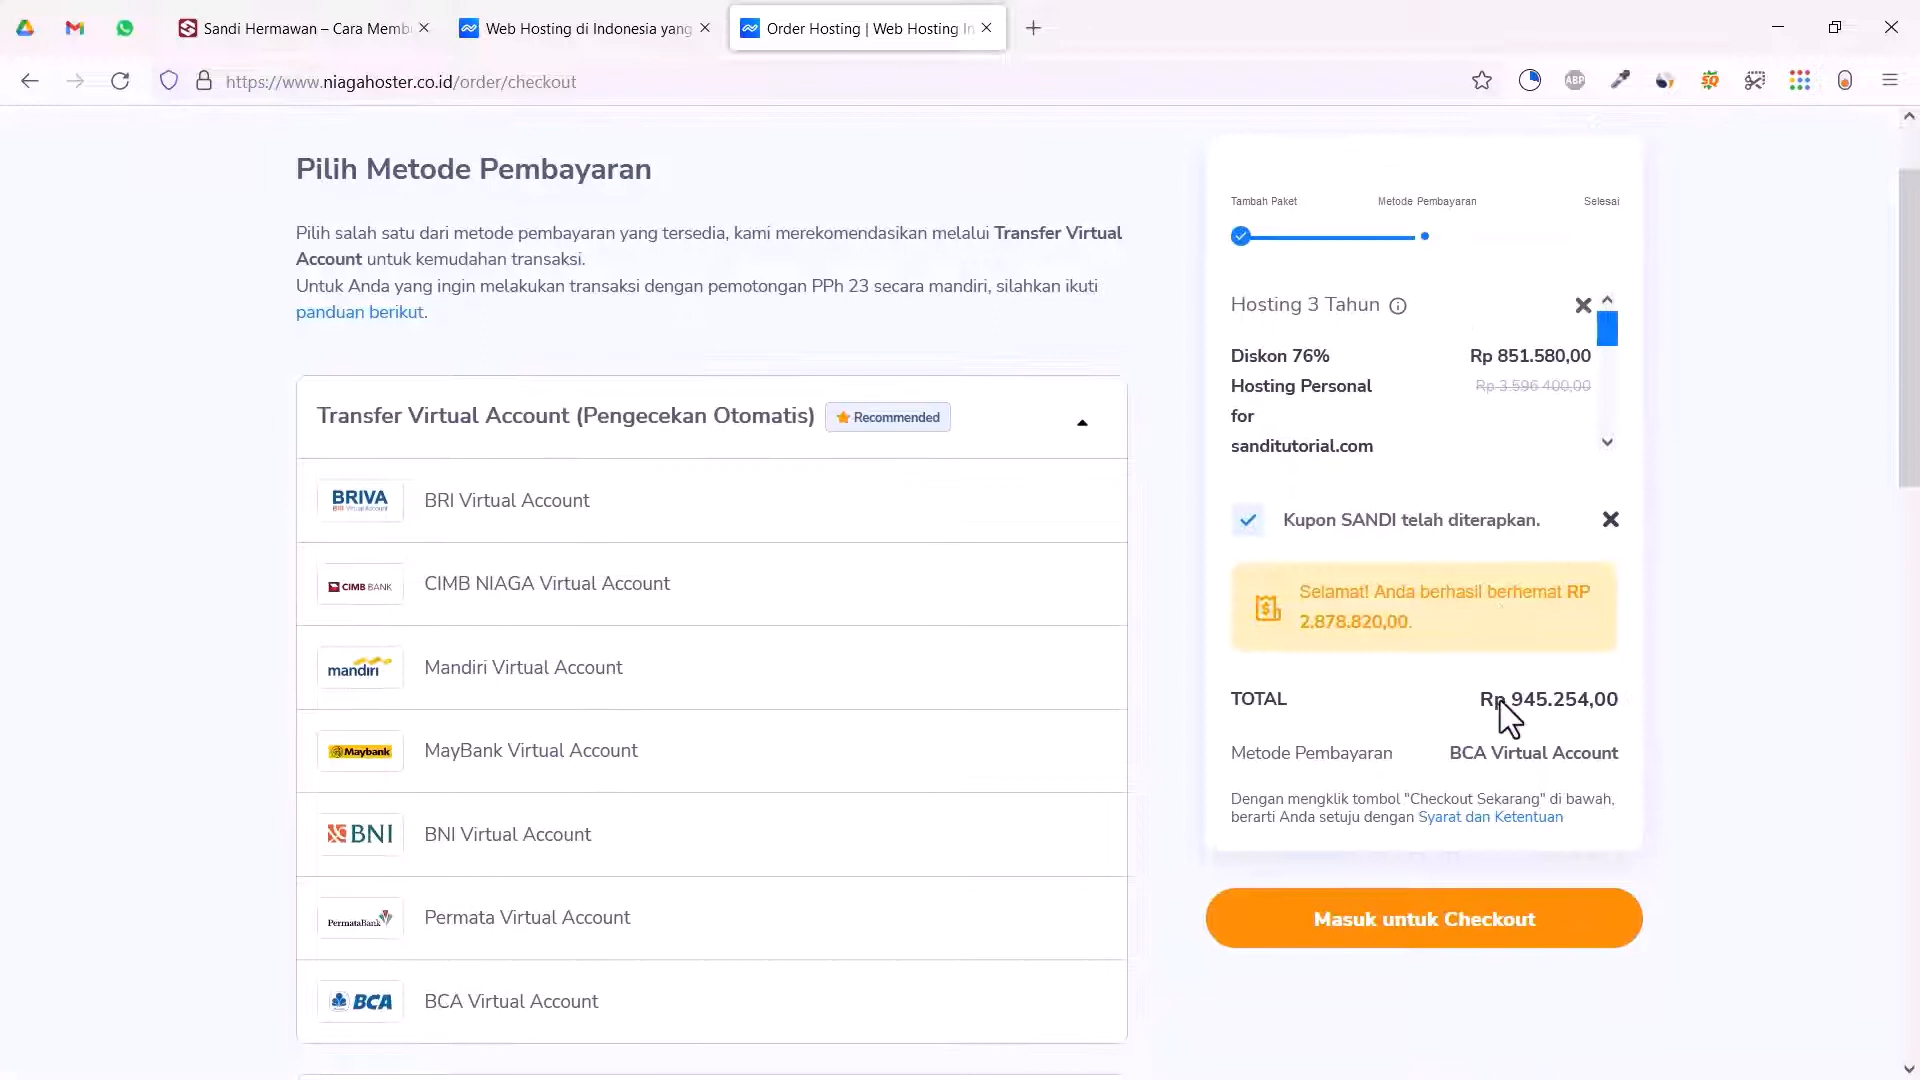 Sandi Hermawan – Cara Memb
Web Hosting di Indonesia yang
Order Hosting | Web Hosting In
https://www.niagahoster.co.id/order/checkout
ABP
SQ
Pilih Metode Pembayaran
Pilih salah satu dari metode pembayaran yang tersedia, kami merekomendasikan melalui Transfer Virtual
Account untuk kemudahan transaksi.
Untuk Anda yang ingin melakukan transaksi dengan pemotongan PPh 23 secara mandiri, silahkan ikuti
panduan berikut.
Transfer Virtual Account (Pengecekan Otomatis)
Recommended
BRIVA
BRI Virtual Account
BRI Virtual Account
CIMB BANK
CIMB NIAGA Virtual Account
mandiri
Mandiri Virtual Account
Maybank
MayBank Virtual Account
BNI
BNI Virtual Account
PermataBank
Permata Virtual Account
BCA
BCA Virtual Account
Tambah Paket
Metode Pembayaran
Selesai
Hosting 3 Tahun
Diskon 76%
Rp 851.580,00
Hosting Personal
Rp 3.596.400,00
for
sanditutorial.com
Kupon SANDI telah diterapkan.
Selamat! Anda berhasil berhemat RP
2.878.820,00.
TOTAL
Rp 945.254,00
Metode Pembayaran
BCA Virtual Account
Dengan mengklik tombol "Checkout Sekarang" di bawah,
berarti Anda setuju dengan Syarat dan Ketentuan
Masuk untuk Checkout